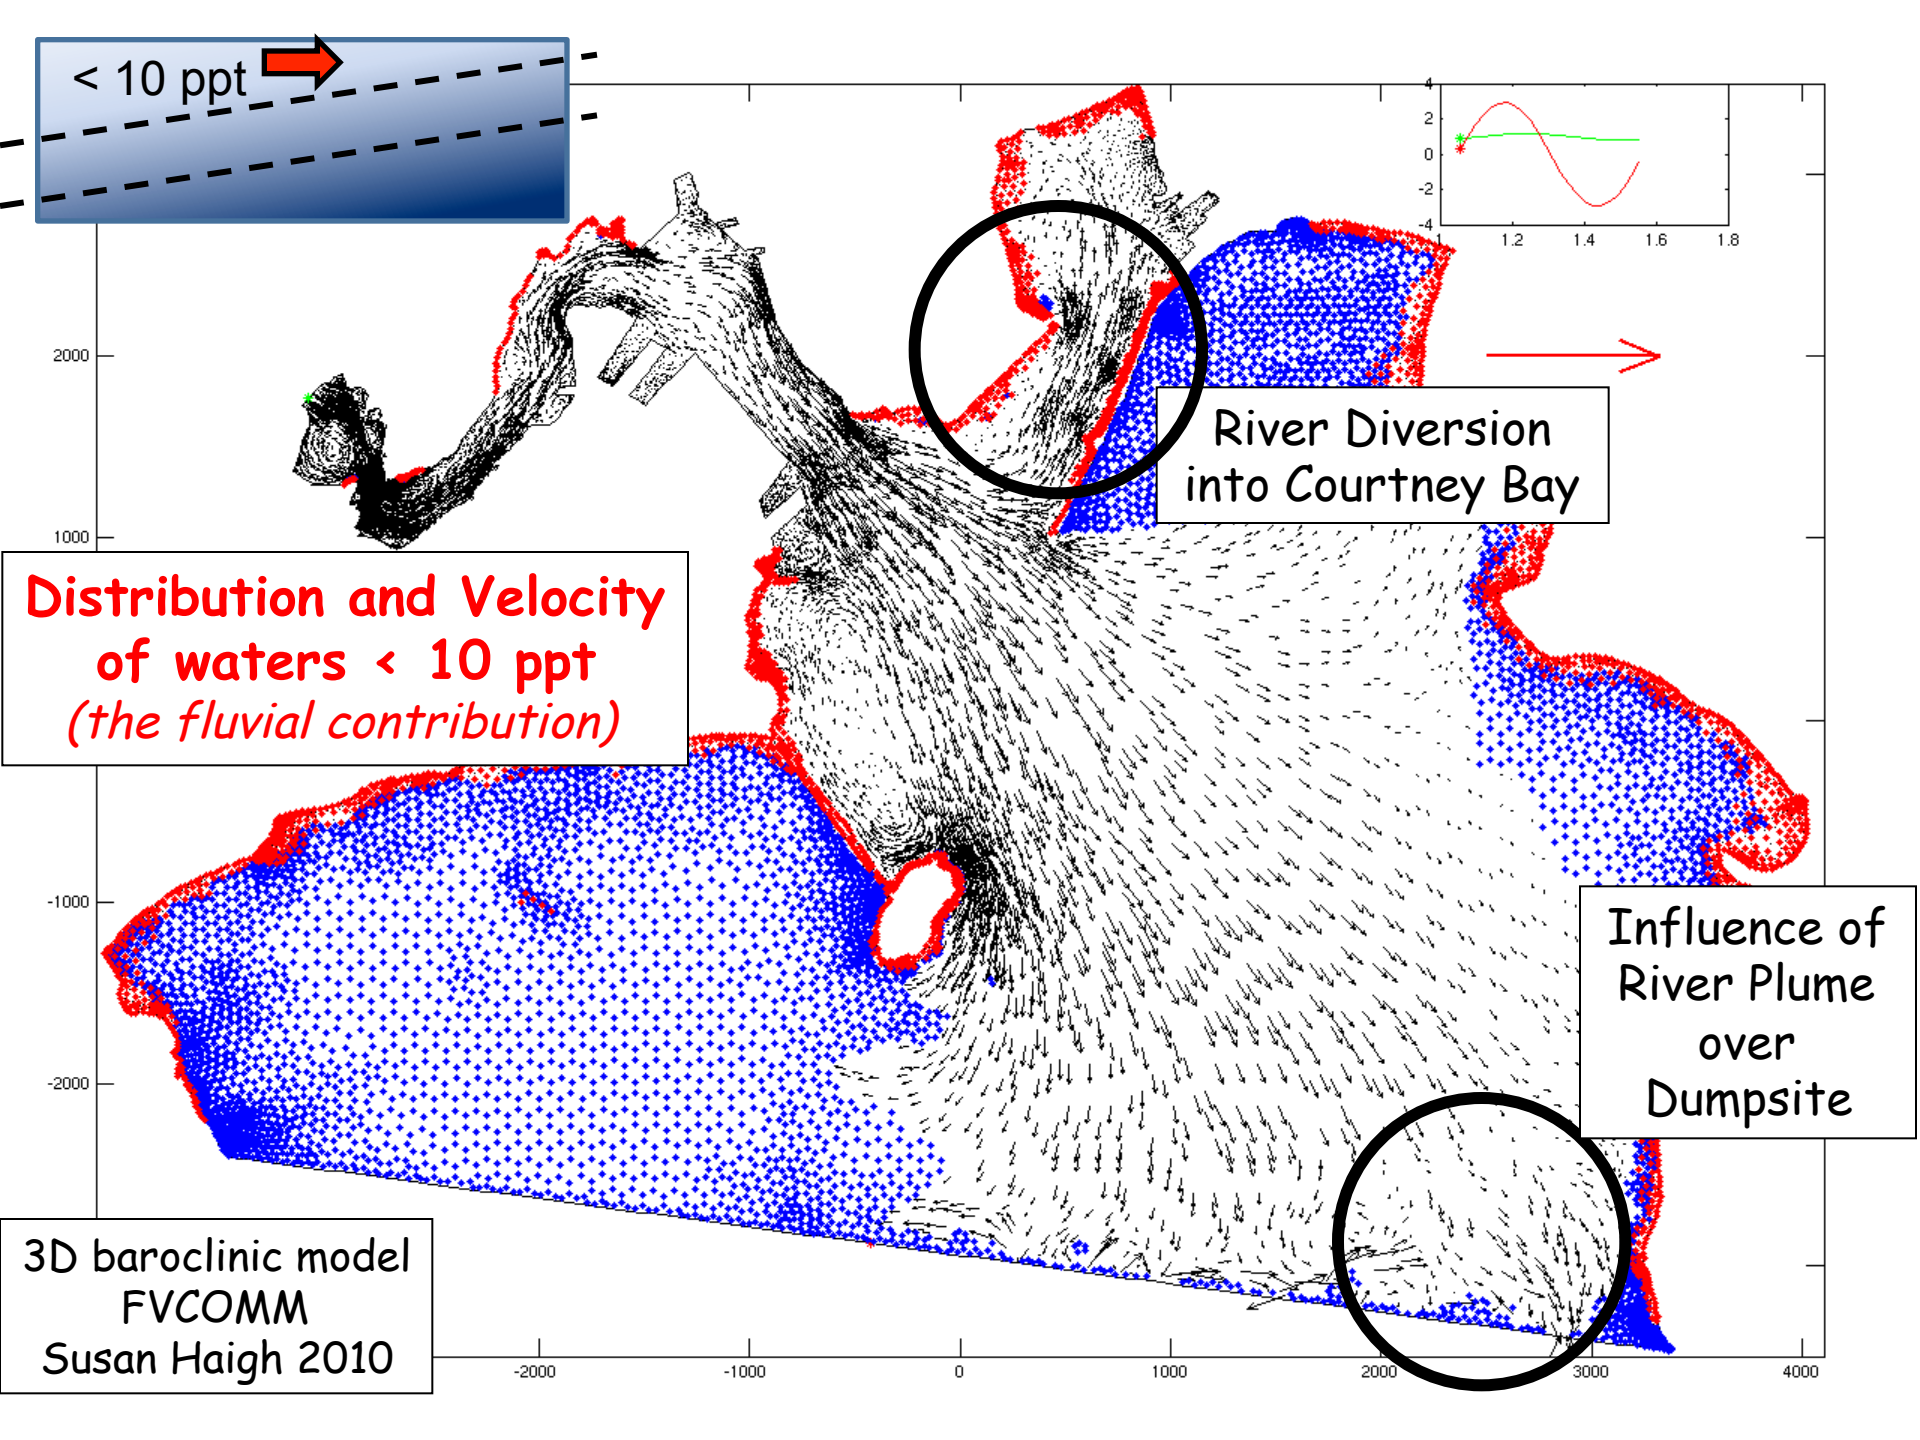 < 10 ppt
4
2
0
-2
-4
1
1.2
1.4
1.6
1.8
2000
1000
-1000
-2000
River Diversion
into Courtney Bay
Distribution and Velocity
of waters < 10 ppt
(the fluvial contribution)
Influence of
River Plume
over
Dumpsite
3D baroclinic model
FVCOMM
Susan Haigh 2010
-2000
-1000
0
1000
2000
3000
4000